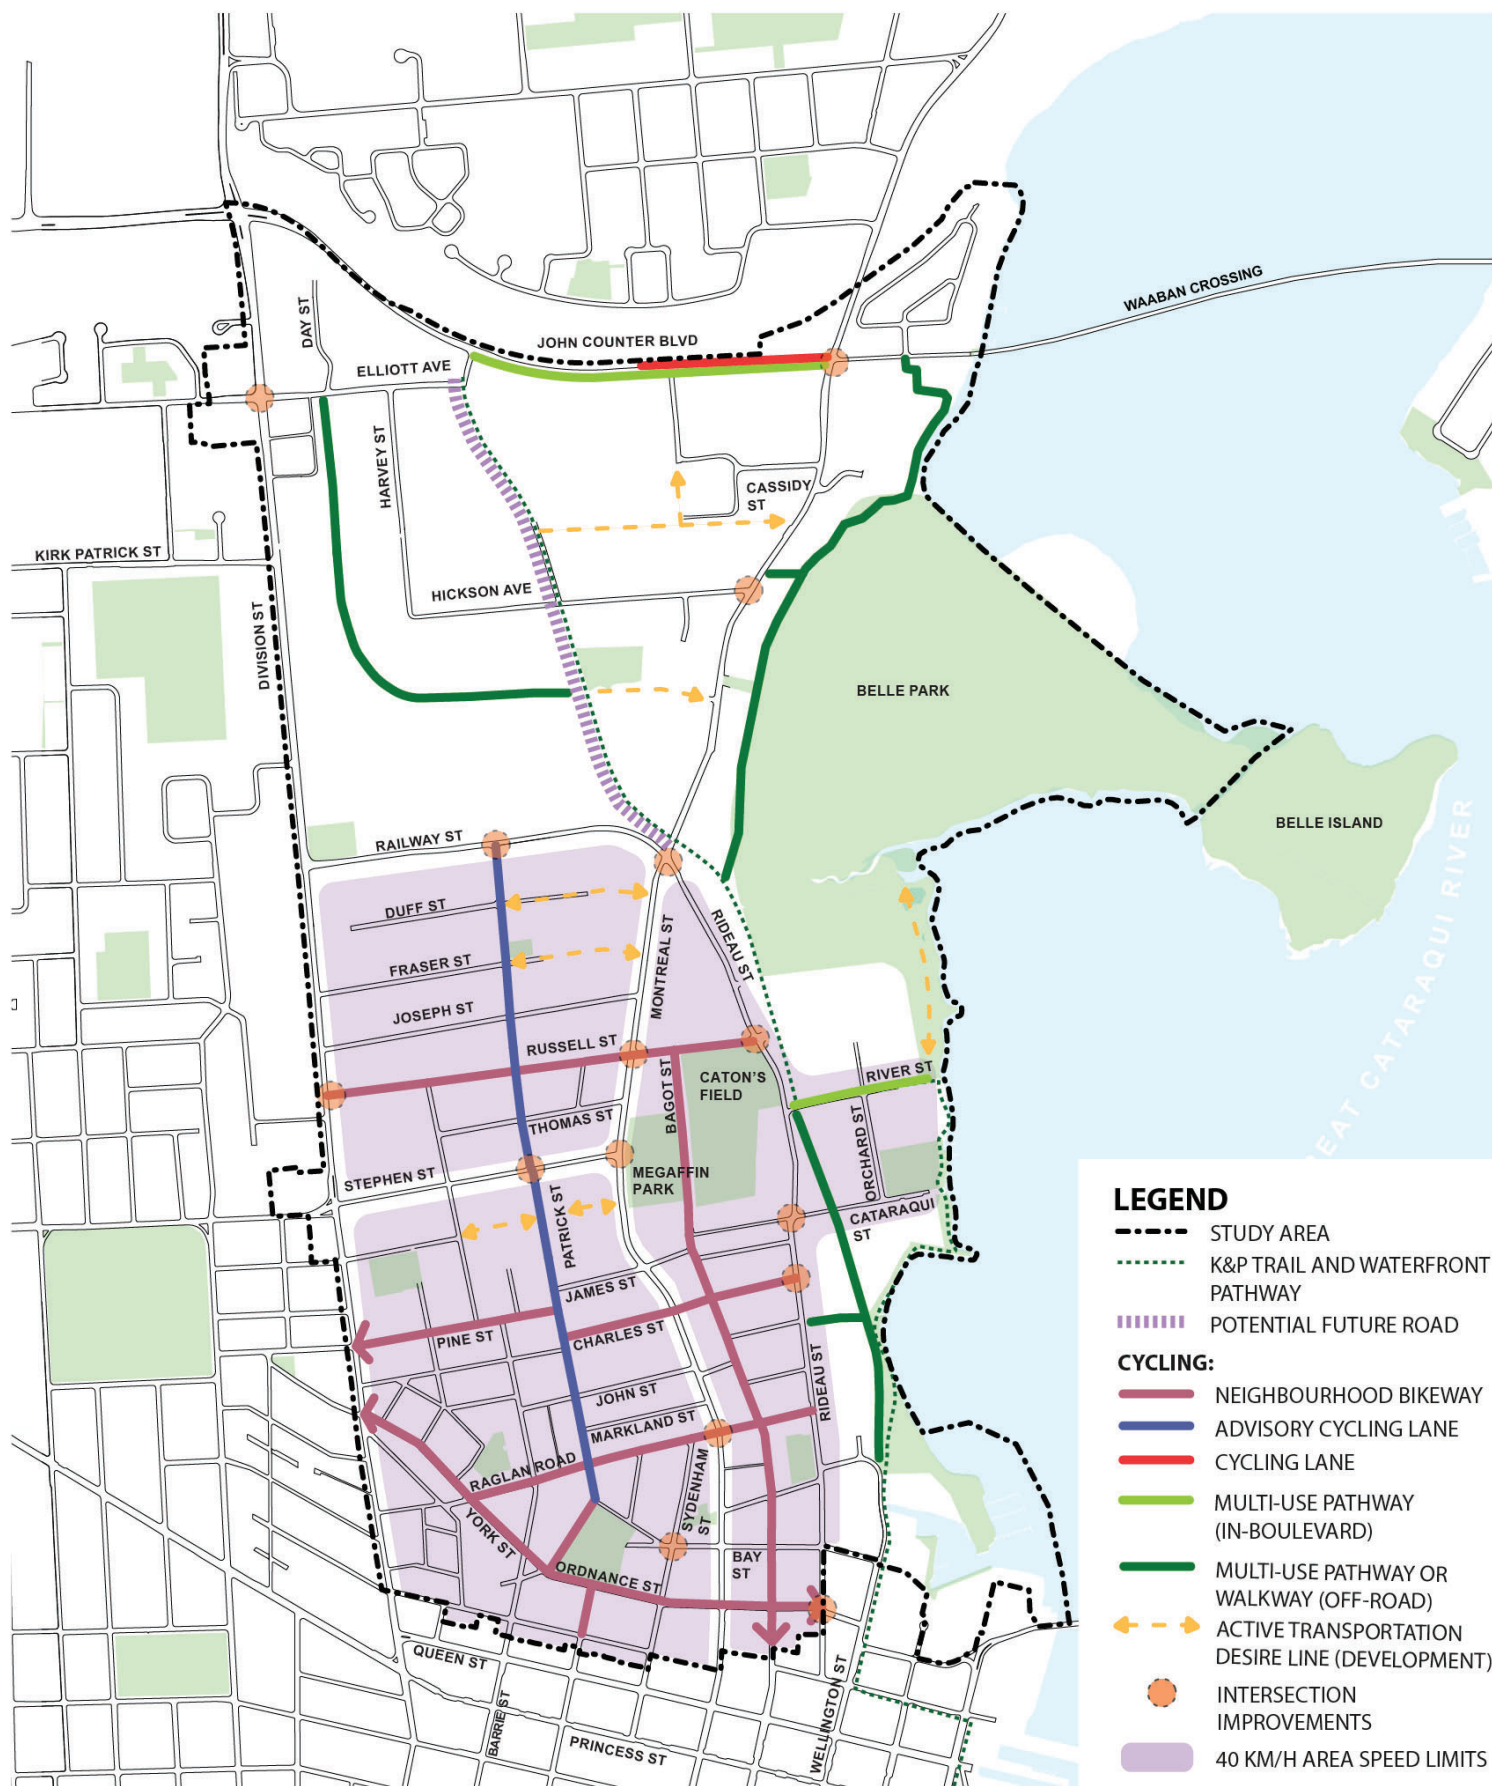 WAABAN CROSSING
DAY ST
JOHN COUNTER BLVD
ELLIOTT AVE
HARVEY ST
CASSIDY
ST
KIRK PATRICK ST
HICKSON AVE
DIVISION ST
BELLE PARK
BELLE ISLAND
RAILWAY ST
DUFF ST
RIDEAU ST
MONTREAL ST
FRASER ST
JOSEPH ST
RUSSELL ST
BAGOT ST
CATON'S
FIELD
RIVER ST
THOMAS ST
ORCHARD ST
STEPHEN ST
MEGAFFIN
PARK
PATRICK ST
CATARAQUI
ST
JAMES ST
PINE ST
CHARLES ST
RIDEAU ST
JOHN ST
MARKLAND ST
RAGLAN ROAD
SYDENHAM
ST
YORK ST
ORDNANCE ST
BAY
ST
QUEEN ST
BARRIE ST
PRINCESS ST
WELLINGTON ST
EAT CATARAQUI RIVER
LEGEND
STUDY AREA
K&P TRAIL AND WATERFRONT
PATHWAY
POTENTIAL FUTURE ROAD
CYCLING:
NEIGHBOURHOOD BIKEWAY
ADVISORY CYCLING LANE
CYCLING LANE
MULTI-USE PATHWAY
(IN-BOULEVARD)
MULTI-USE PATHWAY OR
WALKWAY (OFF-ROAD)
ACTIVE TRANSPORTATION
DESIRE LINE (DEVELOPMENT)
INTERSECTION
IMPROVEMENTS
40 KM/H AREA SPEED LIMITS